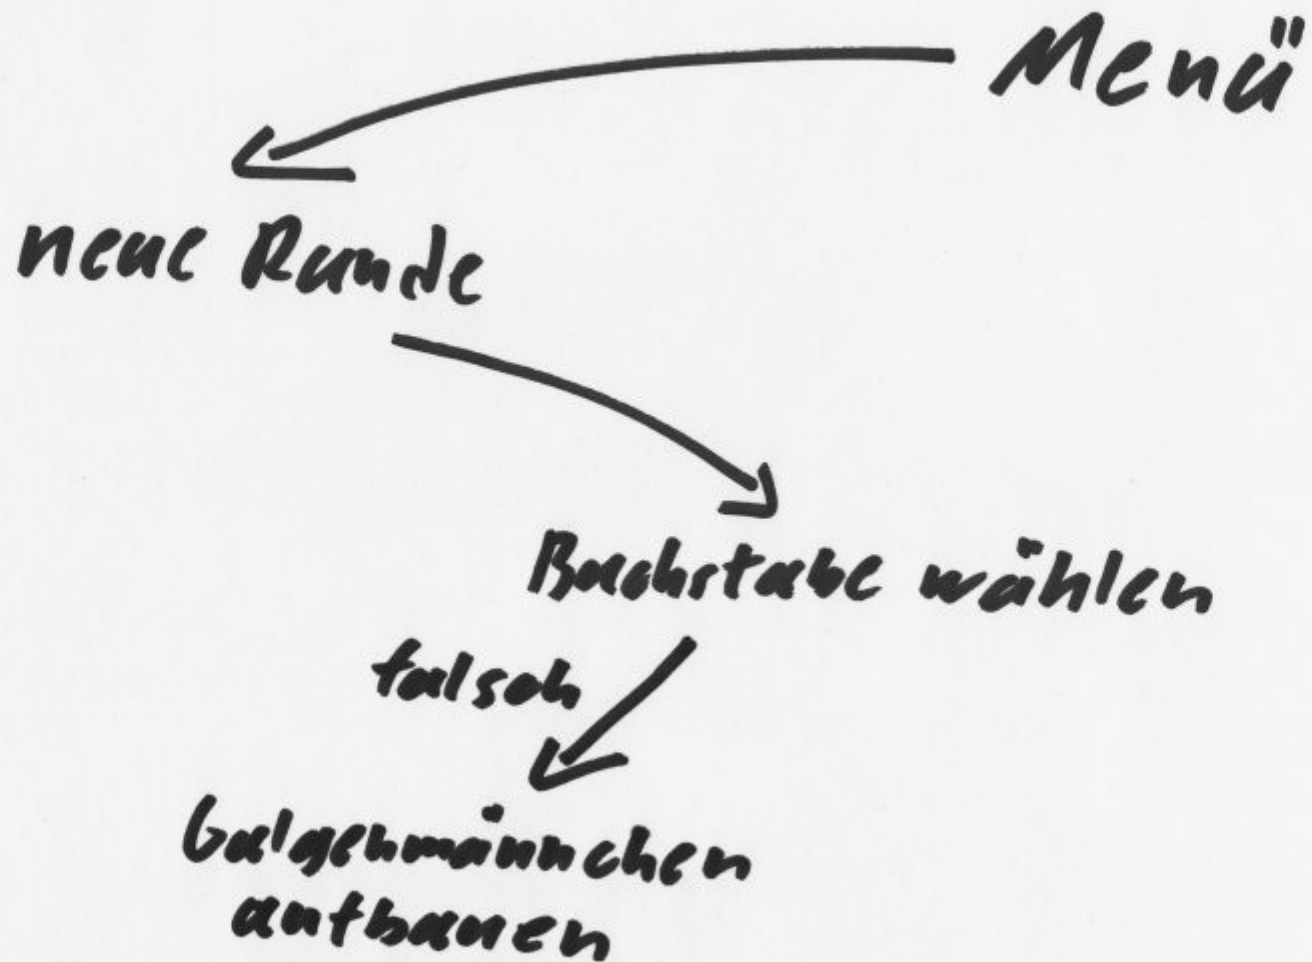 Menü
neue Runde
Buchstabe wählen
falsch
Galgenmännchen
aufbauen